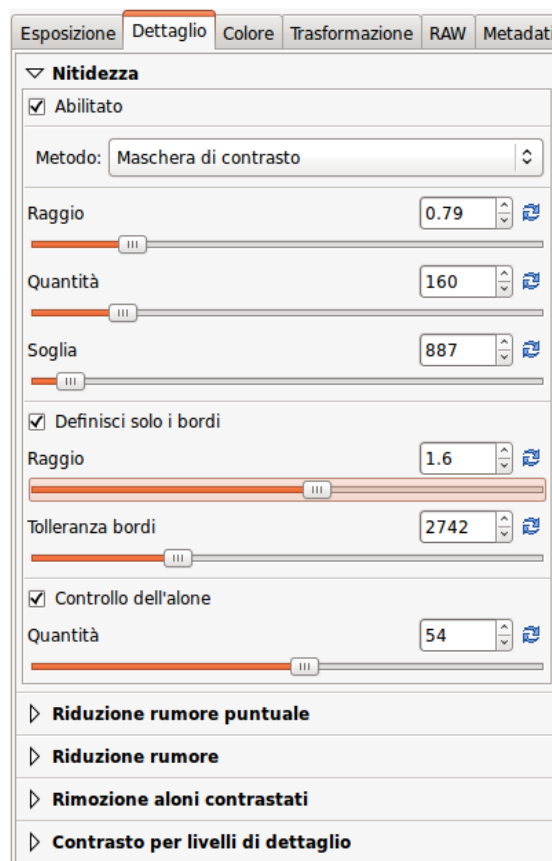 Esposizione Dettaglio Colore Trasformazione RAW Metadati
Nitidezza
Abilitato
Metodo: Maschera di contrasto
Raggio 0.79
Quantità 160
Soglia 887
Definisci solo i bordi
Raggio 1.6
Tolleranza bordi 2742
Controllo dell'alone
Quantità 54
Riduzione rumore puntuale
Riduzione rumore
Rimozione aloni contrastati
Contrasto per livelli di dettaglio